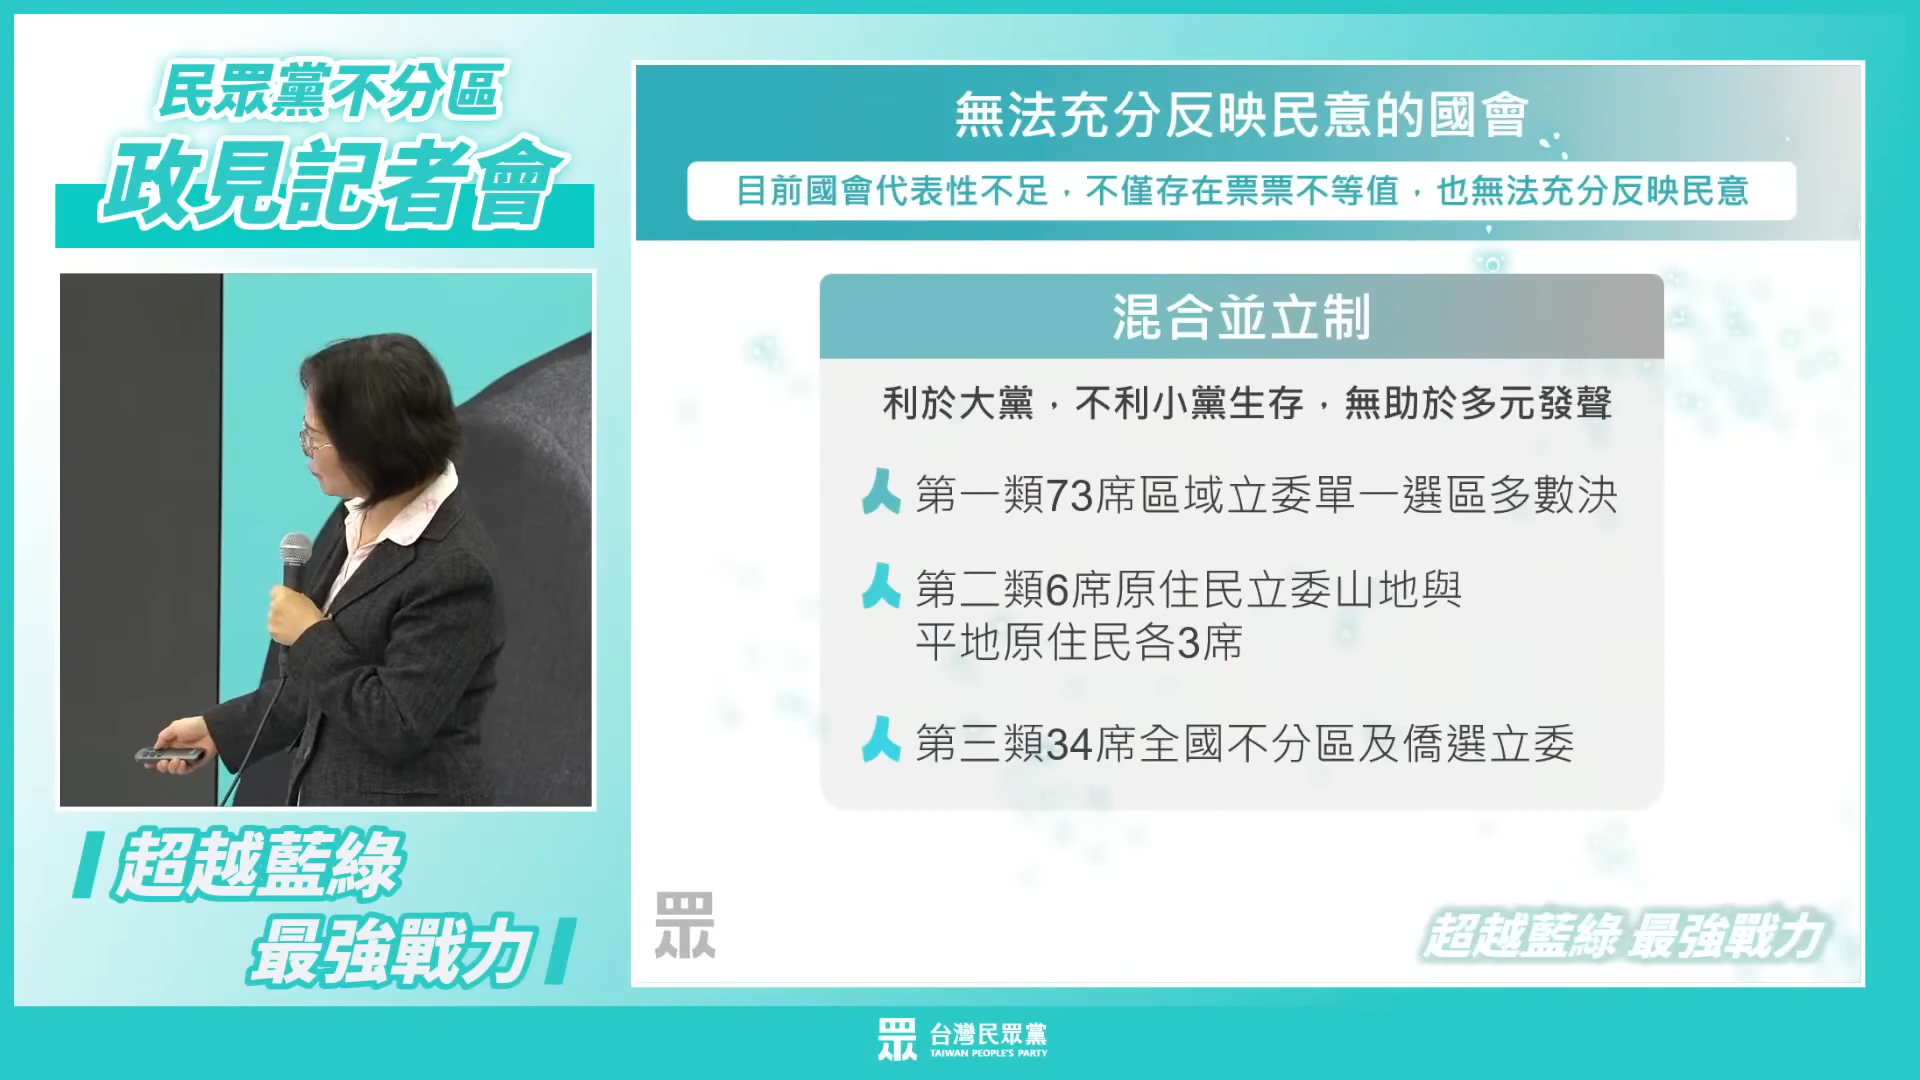 民眾黨不分區
政見記者會
超越藍綠
最強戰力
無法充分反映民意的國會
目前國會代表性不足，不僅存在票票不等值，也無法充分反映民意
混合並立制
利於大黨，不利小黨生存，無助於多元發聲
第一類73席區域立委單一選區多數決
第二類6席原住民立委山地與
平地原住民各3席
第三類34席全國不分區及僑選立委
眾
超越藍綠 最強戰力
眾 台灣民眾黨
TAIWAN PEOPLE'S PARTY